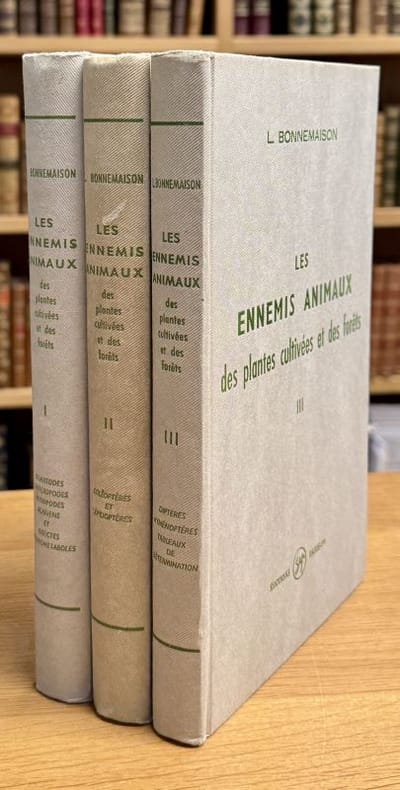 BONNEMAISON
LES
ENNEMIS
ANIMAUX
des
plantes
cultivées
et des
forêts
I
ET
L. BONNEMAISON
LES
ENNEMIS
ANIMAUX
des
plantes
cultivées
et des
forêts
II
COLÉOPTÈRES
ET
LÉPIDOPTÈRES
L. BONNEMAISON
LES
ENNEMIS
ANIMAUX
des
plantes
cultivées
et des
forêts
III
DIPTÈRES
HYMÉNOPTÈRES
TABLEAUX
DE
DÉTERMINATION
L. BONNEMAISON
LES
ENNEMIS ANIMAUX
des plantes cultivées et des forêts
III